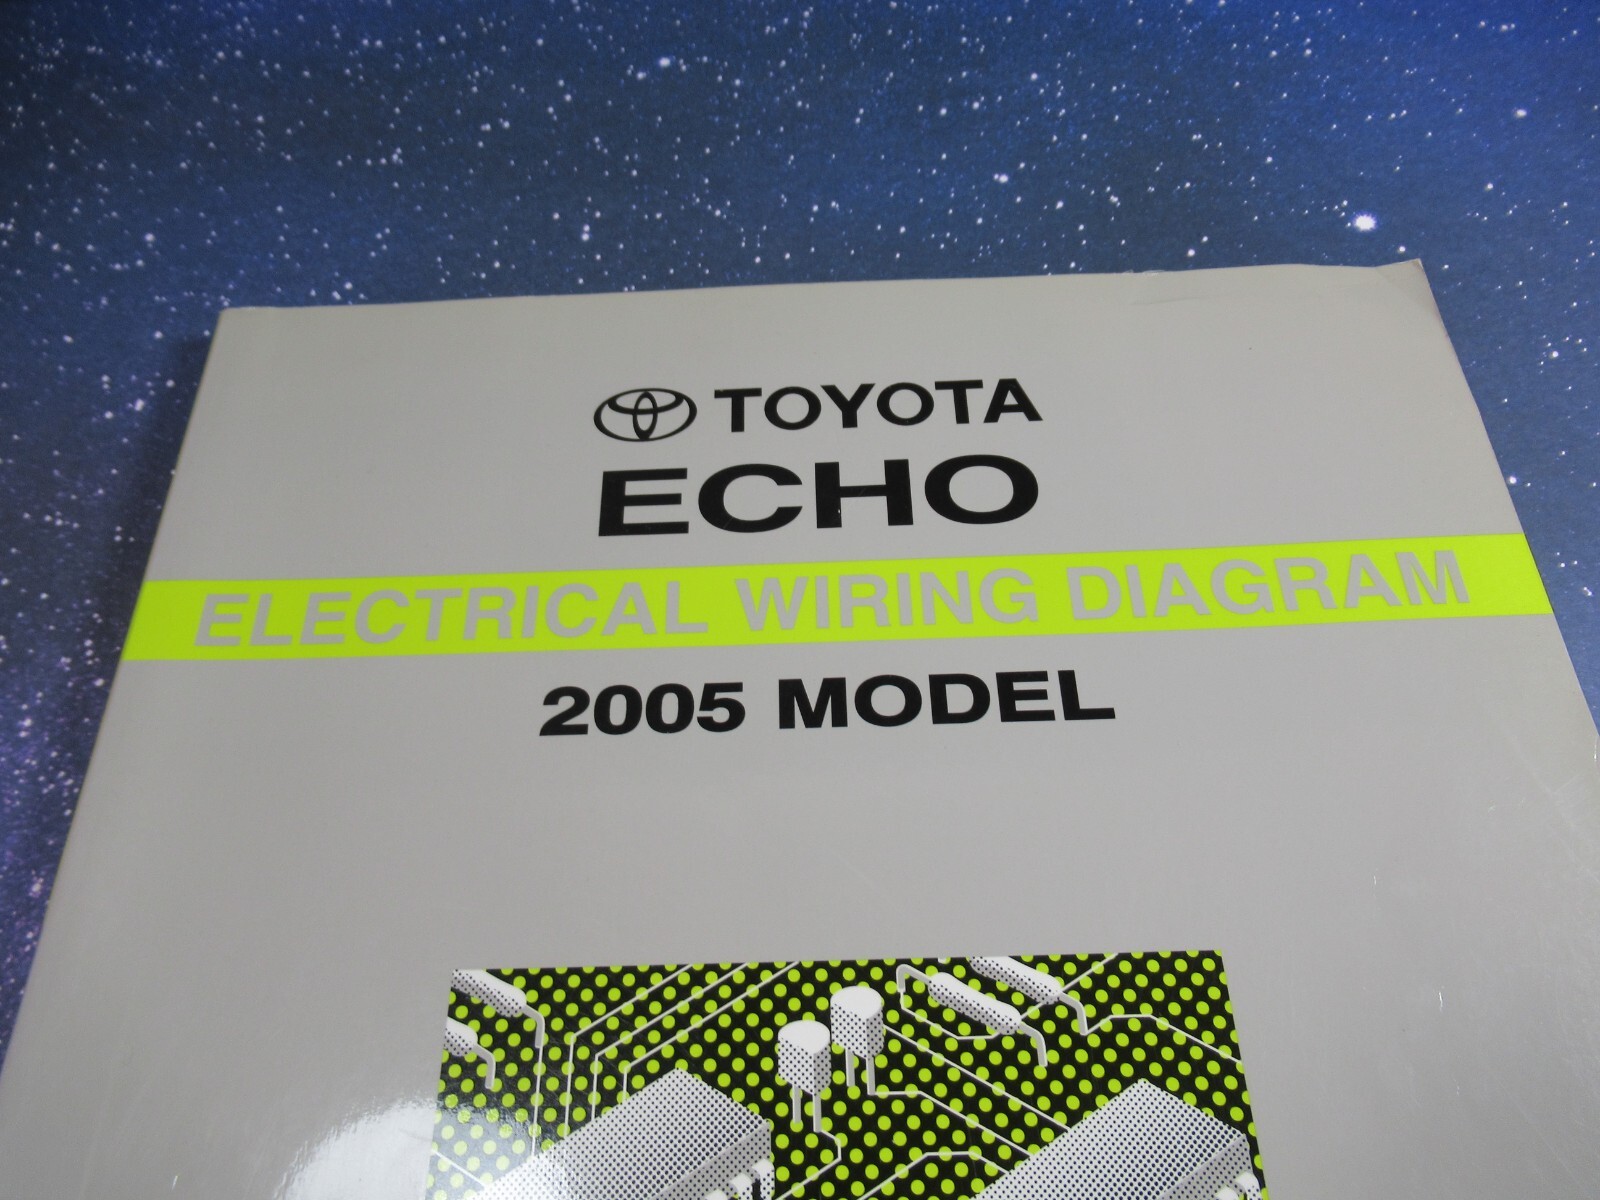 TOYOTA
ECHO
ELECTRICAL WIRING DIAGRAM
2005 MODEL